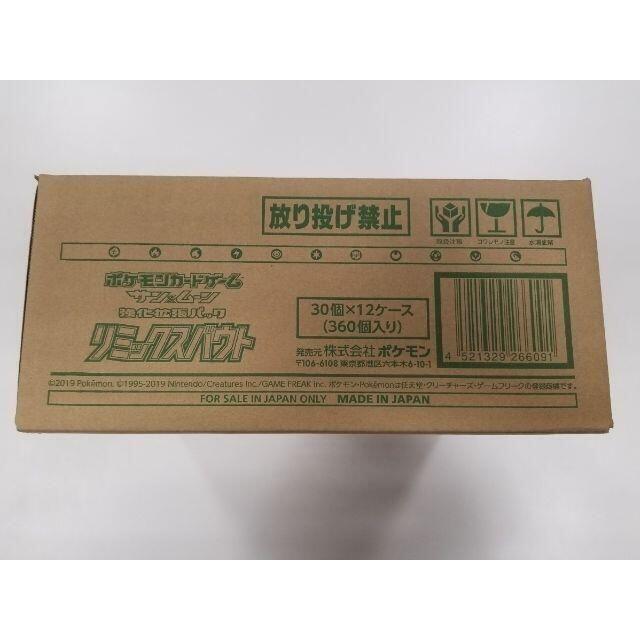 放り投げ禁止
取扱注意 コワレモノ注意 水濡厳禁
ポケモンカードゲーム
サン&ムーン
強化拡張パック
リミックスバウト
30個×12ケース
(360個入り)
発売元 株式会社 ポケモン
〒106-6108 東京都港区六本木6-10-1
4 521329 266091
©2019 Pokémon. ©1995-2019 Nintendo/Creatures Inc./GAME FREAK inc. ポケモン・Pokémonは任天堂・クリーチャーズ・ゲームフリークの登録商標です。
FOR SALE IN JAPAN ONLY MADE IN JAPAN